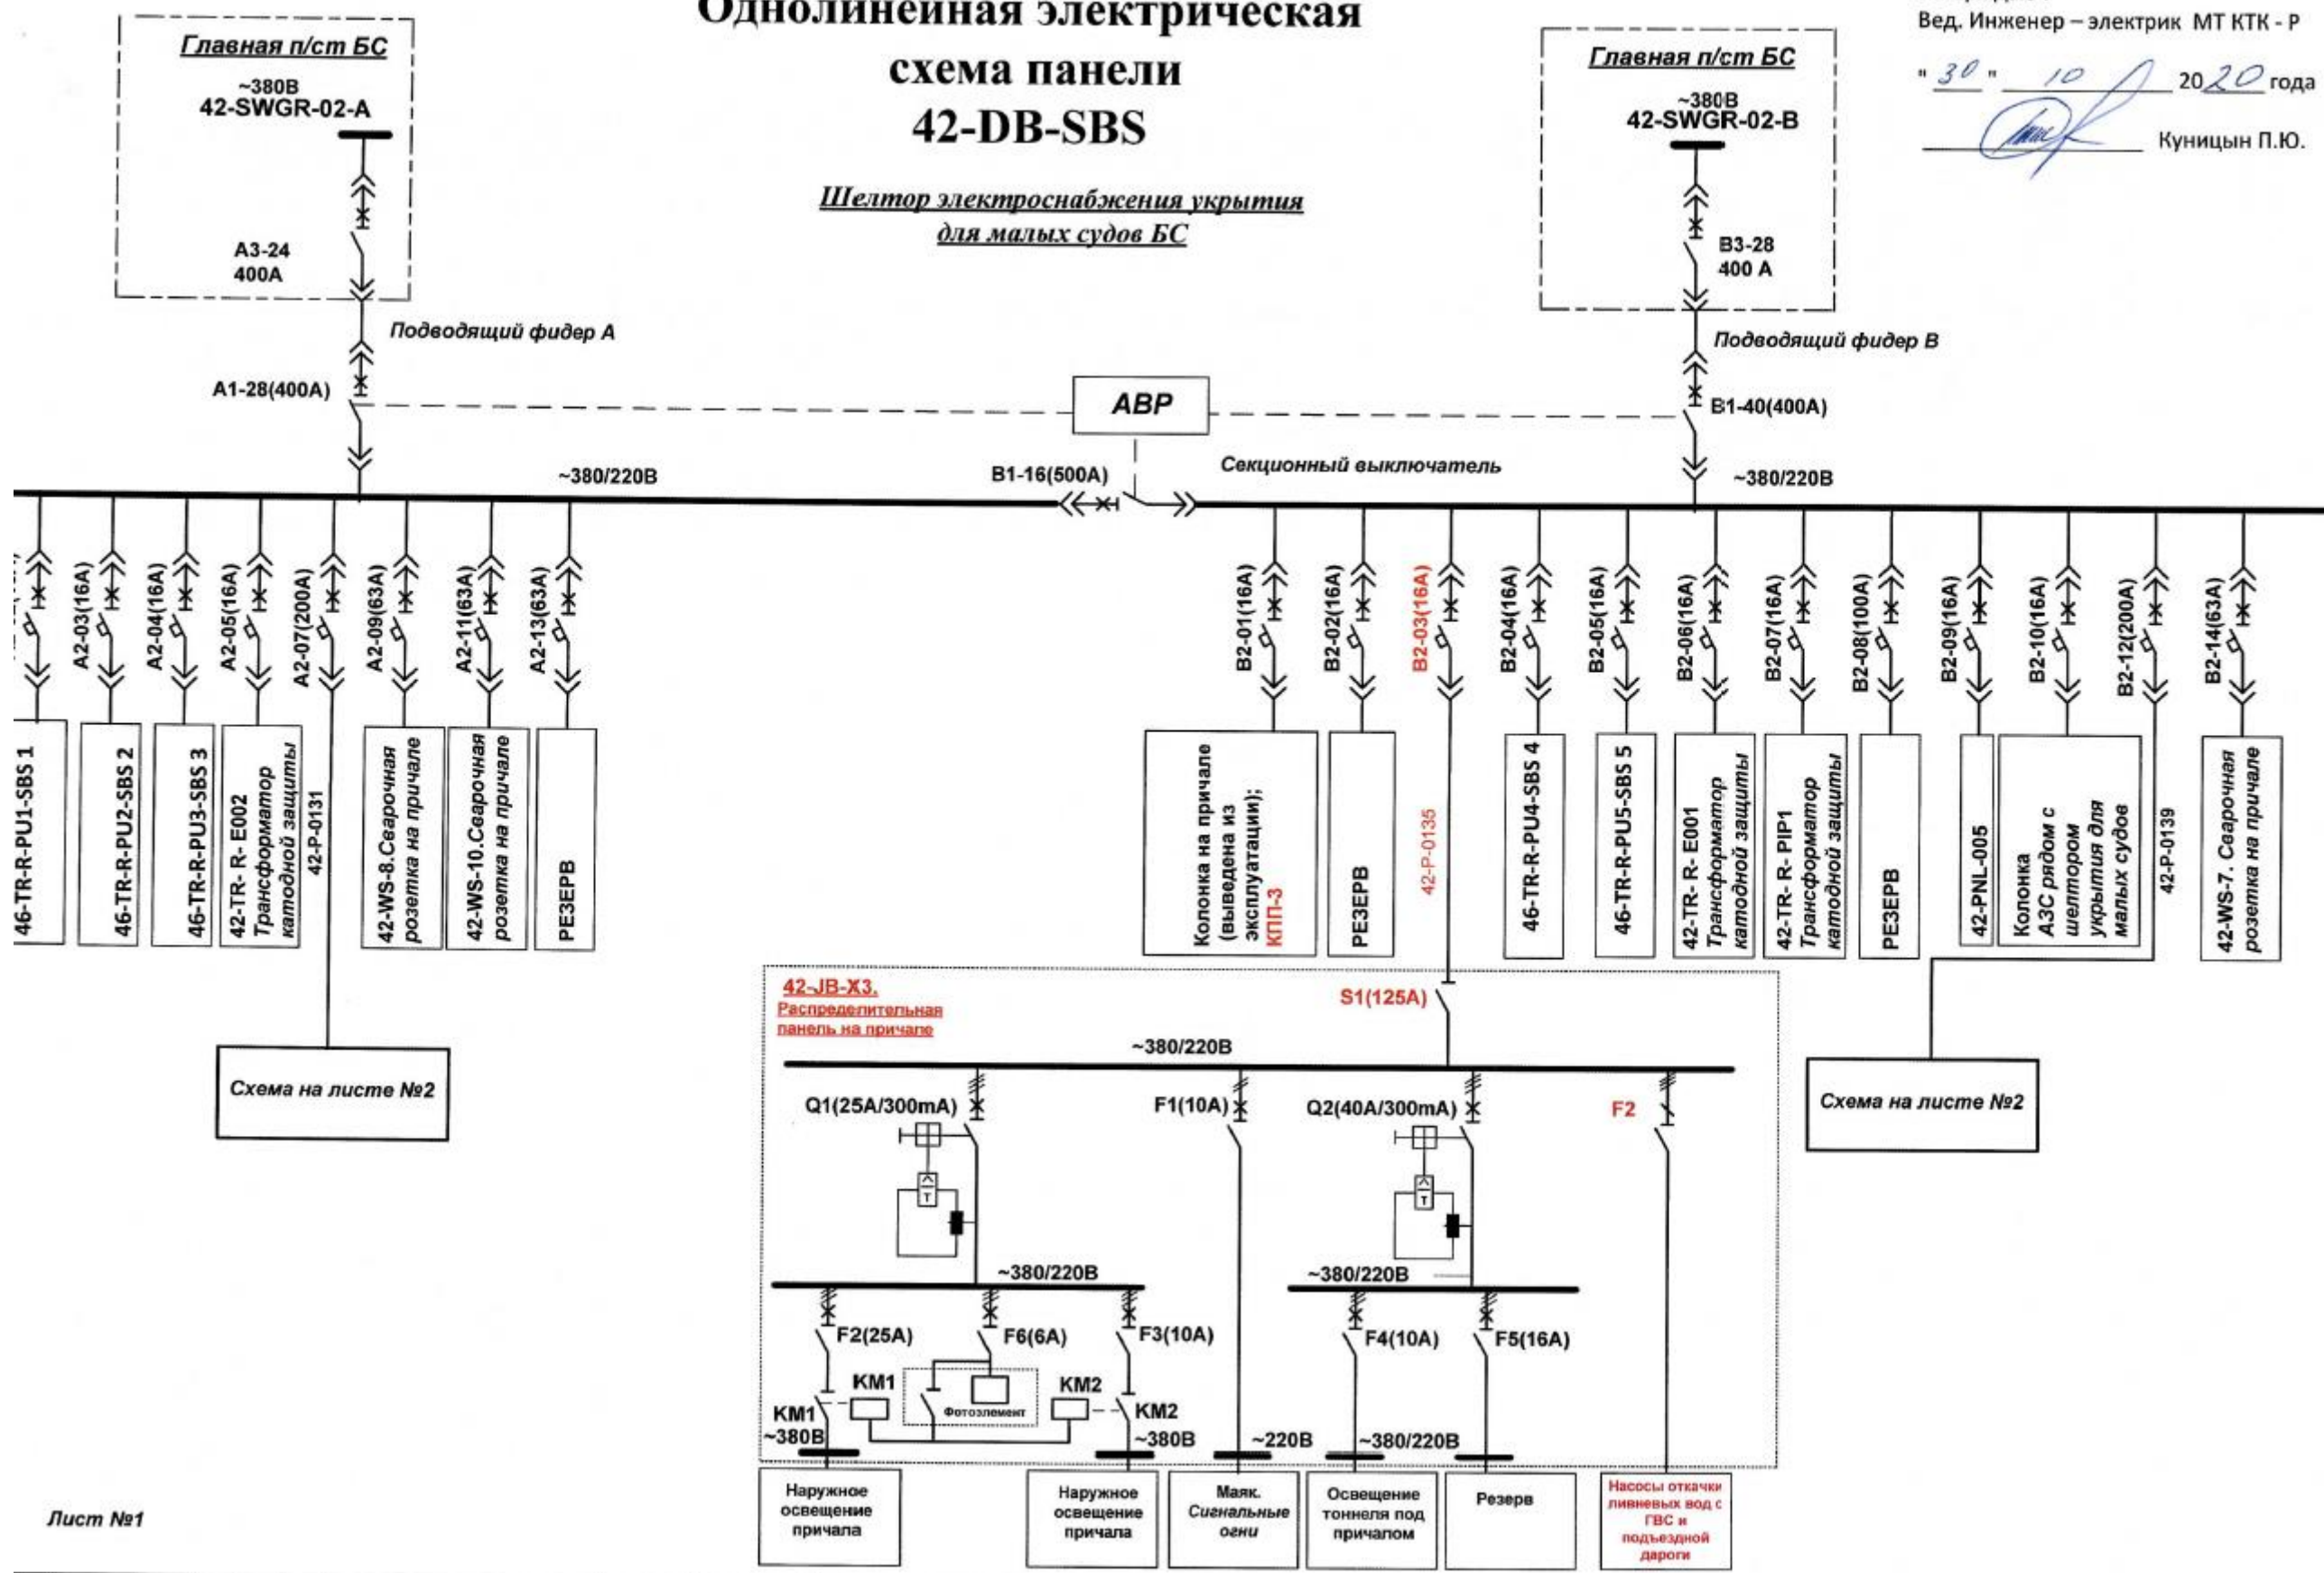 Однолинейная электрическая
схема панели
42-DB-SBS
Шелтор электроснабжения укрытия
для малых судов БС
Вед. Инженер – электрик МТ КТК - Р
" 30 " 10 2020 года
Куницын П.Ю.
Главная п/ст БС
~380В
42-SWGR-02-A
A3-24
400A
Подводящий фидер А
A1-28(400A)
Главная п/ст БС
~380В
42-SWGR-02-B
B3-28
400 A
Подводящий фидер В
B1-40(400A)
АВР
~380/220В
B1-16(500A)
Секционный выключатель
~380/220В
A2-03(16A)
A2-04(16A)
A2-05(16A)
A2-07(200A)
A2-09(63A)
A2-11(63A)
A2-13(63A)
B2-01(16A)
B2-02(16A)
B2-03(16A)
B2-04(16A)
B2-05(16A)
B2-06(16A)
B2-07(16A)
B2-08(100A)
B2-09(16A)
B2-10(16A)
B2-12(200A)
B2-14(63A)
46-TR-R-PU1-SBS 1
46-TR-R-PU2-SBS 2
46-TR-R-PU3-SBS 3
42-TR- R- E002
Трансформатор
катодной защиты
42-P-0131
42-WS-8.Сварочная
розетка на причале
42-WS-10.Сварочная
розетка на причале
РЕЗЕРВ
Колонка на причале
(выведена из
эксплуатации);
КПП-3
РЕЗЕРВ
42-P-0135
46-TR-R-PU4-SBS 4
46-TR-R-PU5-SBS 5
42-TR- R- E001
Трансформатор
катодной защиты
42-TR- R- PIP1
Трансформатор
катодной защиты
РЕЗЕРВ
42-PNL-005
Колонка
АЗС рядом с
шелтором
укрытия для
малых судов
42-P-0139
42-WS-7. Сварочная
розетка на причале
Схема на листе №2
Схема на листе №2
42-JB-X3.
Распределительная
панель на причале
S1(125A)
~380/220В
Q1(25A/300mA)
F1(10A)
Q2(40A/300mA)
F2
T
T
~380/220В
~380/220В
F2(25A)
F6(6A)
F3(10A)
F4(10A)
F5(16A)
KM1
KM2
Фотоэлемент
KM1
KM2
~380В
~380В
~220В
~380/220В
Наружное
освещение
причала
Наружное
освещение
причала
Маяк.
Сигнальные
огни
Освещение
тоннеля под
причалом
Резерв
Насосы откачки
ливневых вод с
ГВС и
подъездной
дароги
Лист №1